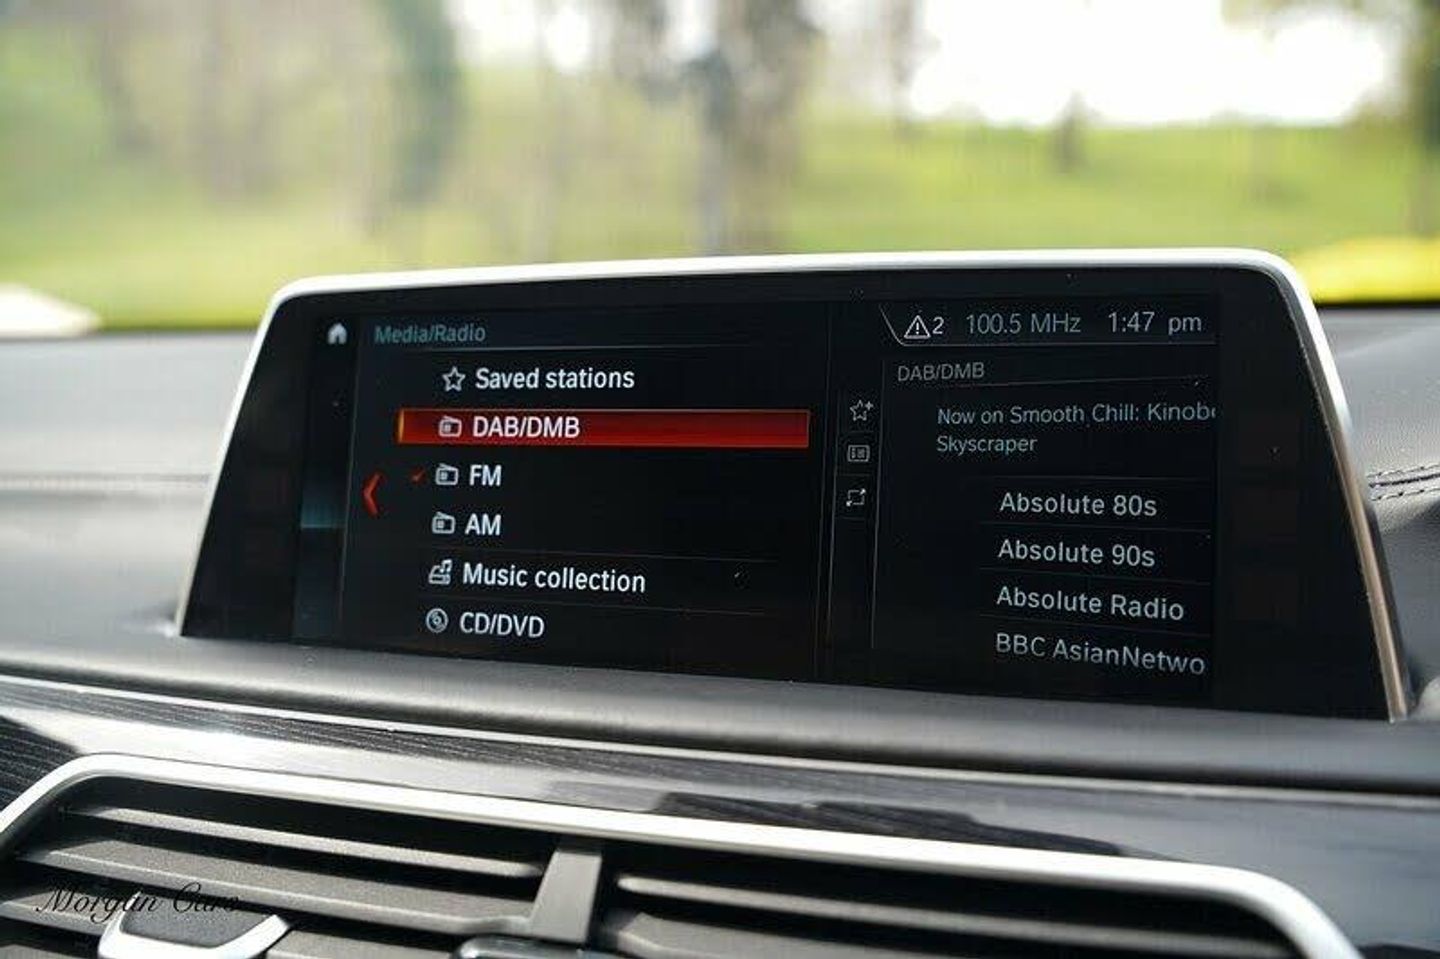 Media/Radio
2 100.5 MHz 1:47 pm
Saved stations
DAB/DMB
FM
AM
Music collection
CD/DVD
DAB/DMB
Now on Smooth Chill: Kinobe
Skyscraper
Absolute 80s
Absolute 90s
Absolute Radio
BBC AsianNetwo
Morgan Cars